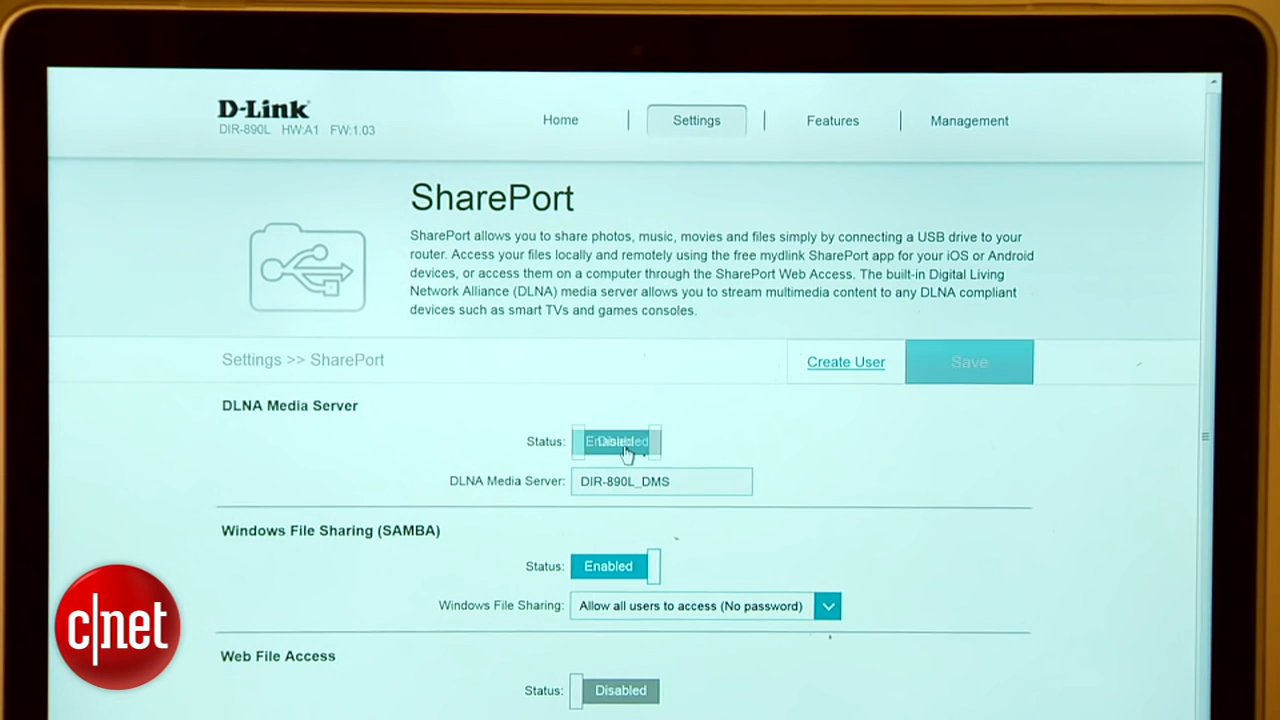 D-Link
DIR-890L HW:A1 FW:1.03
Home
Settings
Features
Management
SharePort
SharePort allows you to share photos, music, movies and files simply by connecting a USB drive to your
router. Access your files locally and remotely using the free mydlink SharePort app for your iOS or Android
devices, or access them on a computer through the SharePort Web Access. The built-in Digital Living
Network Alliance (DLNA) media server allows you to stream multimedia content to any DLNA compliant
devices such as smart TVs and games consoles.
Settings >> SharePort
Create User
Save
DLNA Media Server
Status:
DLNA Media Server: DIR-890L_DMS
Windows File Sharing (SAMBA)
Status: Enabled
Windows File Sharing: Allow all users to access (No password)
Web File Access
Status: Disabled
c|net